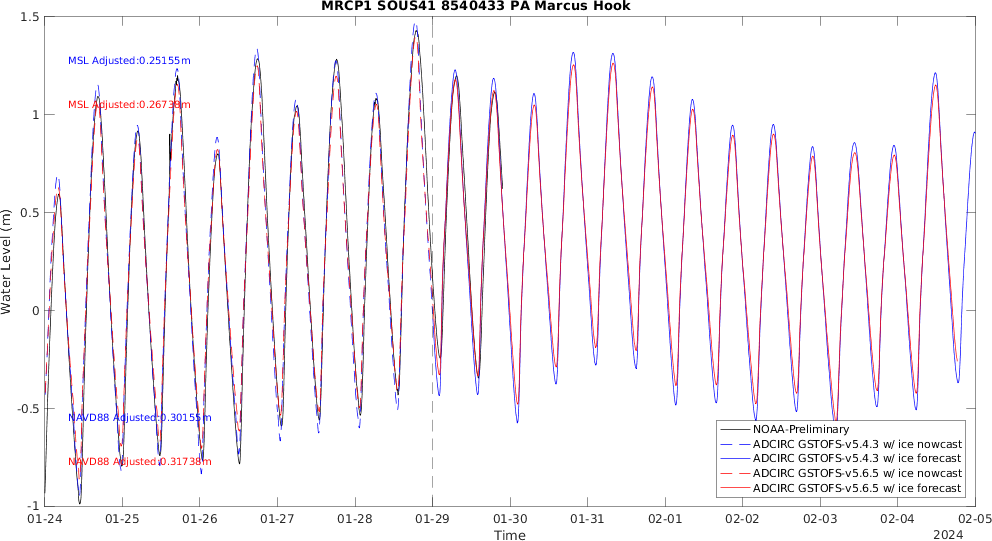 MRCP1 SOUS41 8540433 PA Marcus Hook
1.5
1
0.5
0
-0.5
-1
Water Level (m)
MSL Adjusted:0.25155m
MSL Adjusted:0.26738m
NAVD88 Adjusted:0.30155m
NAVD88 Adjusted:0.31738m
NOAA-Preliminary
ADCIRC GSTOFS-v5.4.3 w/ ice nowcast
ADCIRC GSTOFS-v5.4.3 w/ ice forecast
ADCIRC GSTOFS-v5.6.5 w/ ice nowcast
ADCIRC GSTOFS-v5.6.5 w/ ice forecast
01-24 01-25 01-26 01-27 01-28 01-29 01-30 01-31 02-01 02-02 02-03 02-04 02-05
Time
2024